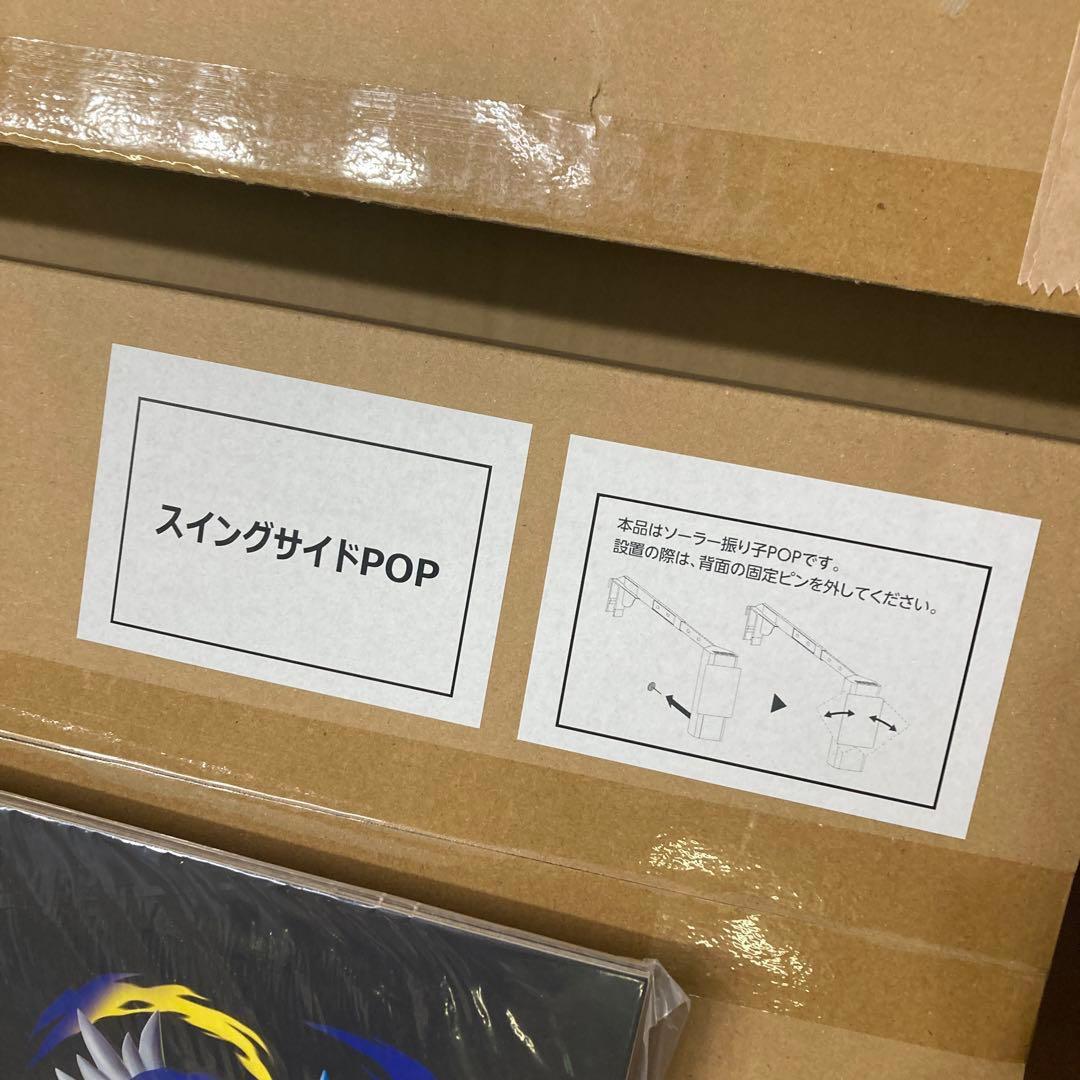 スイングサイドPOP
本品はソーラー振り子POPです。
設置の際は、背面の固定ピンを外してください。